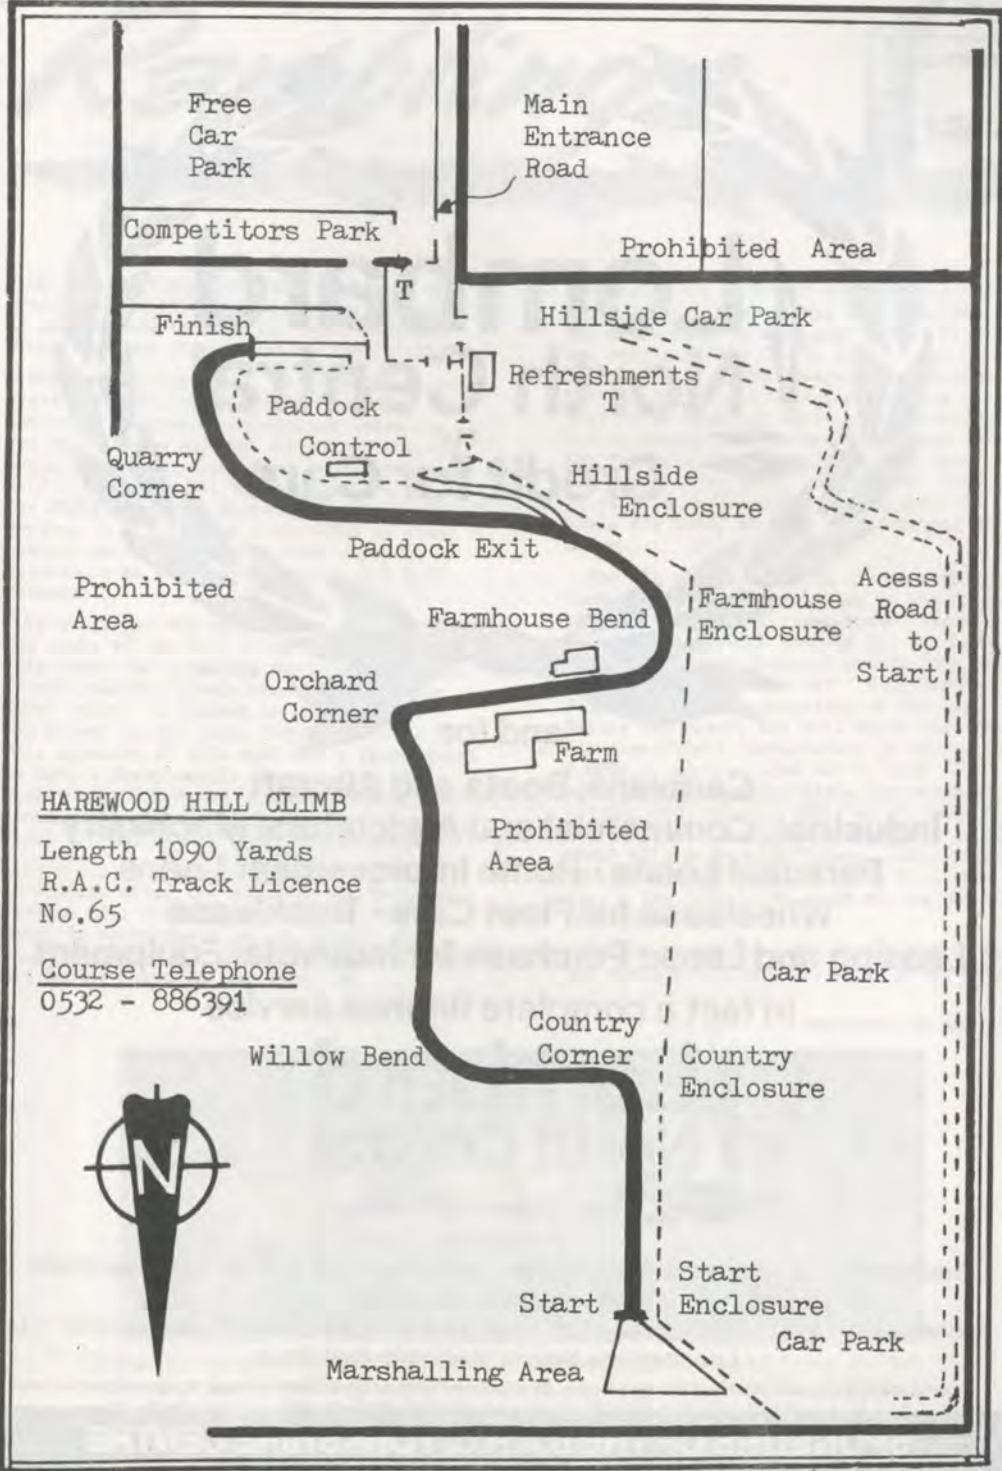 Free
Car
Park
Main
Entrance
Road
Competitors Park
Prohibited Area
T
Finish
Hillside Car Park
Refreshments
T
Paddock
Control
Quarry
Corner
Hillside
Enclosure
Paddock Exit
Prohibited
Area
Farmhouse Bend
Farmhouse
Enclosure
Acess
Road
to
Start
Orchard
Corner
Farm
HAREWOOD HILL CLIMB
Length 1090 Yards
R.A.C. Track Licence
No.65
Course Telephone
0532 - 886391
Prohibited
Area
Car Park
Country
Corner
Willow Bend
Country
Enclosure
N
Start
Start
Enclosure
Car Park
Marshalling Area